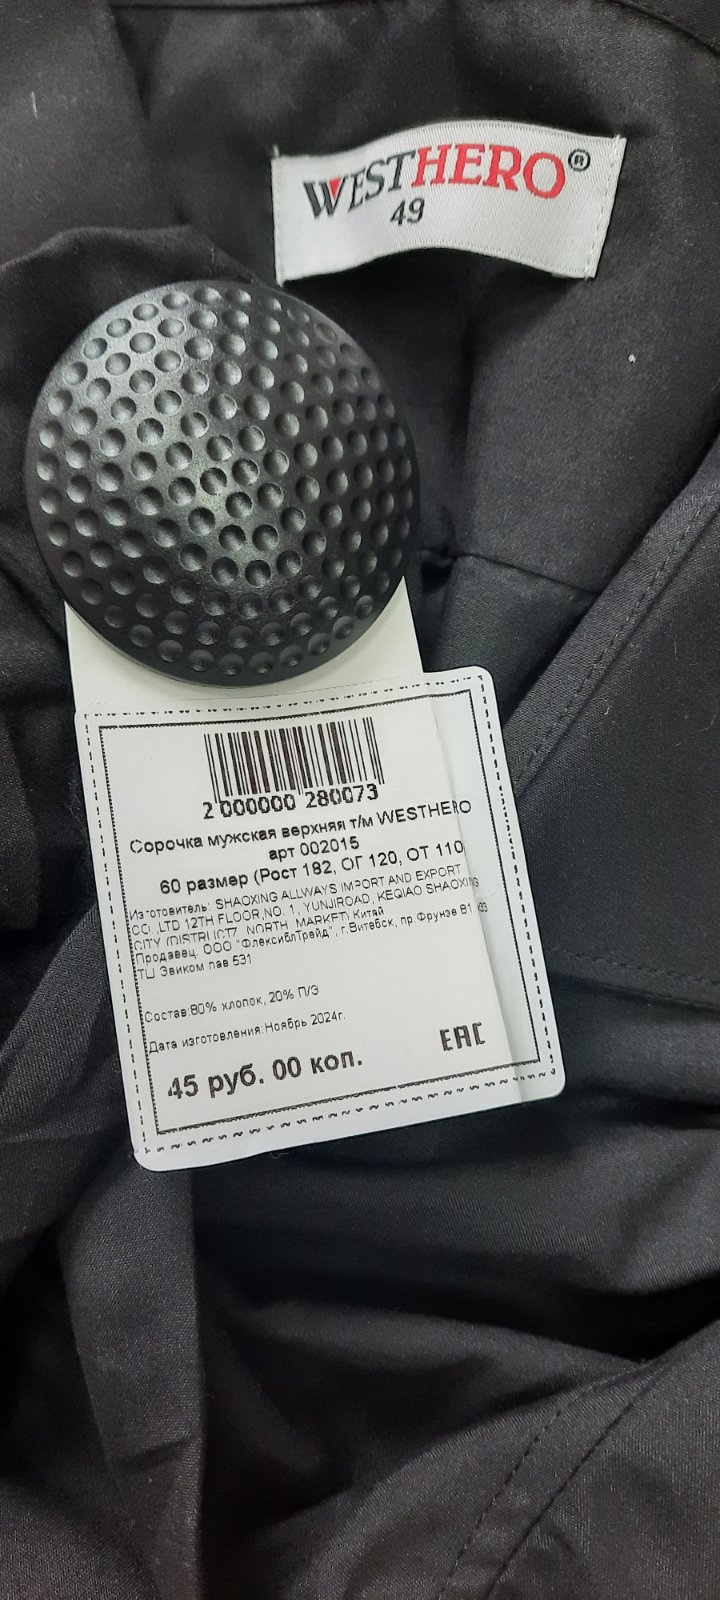 WESTHERO®
49
2 000000 280073
Сорочка мужская верхняя т/м WESTHERO
арт 002015
60 размер (Рост 182, ОГ 120, ОТ 110
Изготовитель: SHAOXING ALLWAYS IMPORT AND EXPORT
CO.,LTD 12TH FLOOR,NO. 1, YUNJIROAD, KEQIAO SHAOXING
CITY (DISTRICT7, NORTH MARKET) Китай
Продавец: ООО "ФлексиблТрейд", г.Витебск, пр.Фрунзе 81
ТЦ Эвиком пав 531
Состав:80% хлопок, 20% П/Э
Дата изготовления:Ноябрь 2024г.
45 руб. 00 коп.
EAC